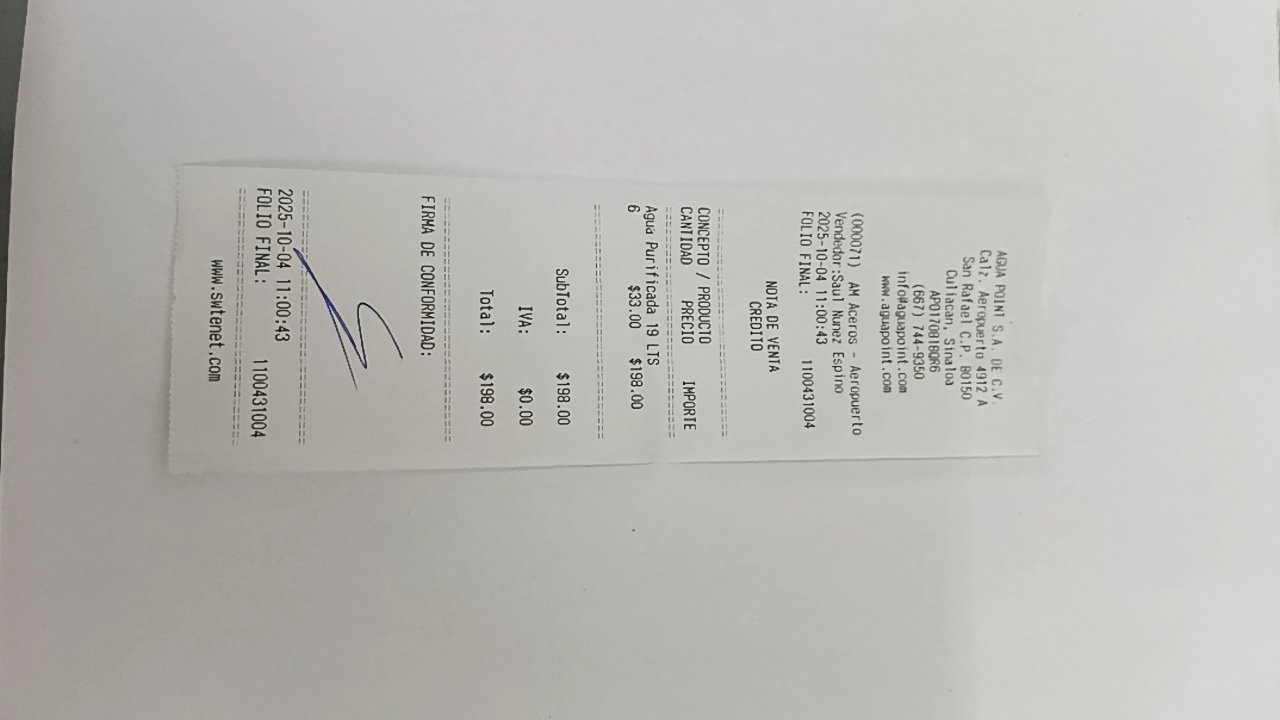 AGUA POINT S.A. DE C.V.
Calz. Aeropuerto 4912 A
San Rafael C.P. 80150
Culiacan, Sinaloa
APO170818DR6
(667) 744-9350
info@aguapoint.com
www.aguapoint.com
(000071) AM Aceros - Aeropuerto
Vendedor:Saul Nunez Espino
2025-10-04 11:00:43
FOLIO FINAL: 1100431004
NOTA DE VENTA
CREDITO
CONCEPTO / PRODUCTO
CANTIDAD PRECIO IMPORTE
Agua Purificada 19 LTS
6 $33.00 $198.00
SubTotal: $198.00
IVA: $0.00
Total: $198.00
FIRMA DE CONFORMIDAD:
2025-10-04 11:00:43
FOLIO FINAL: 1100431004
www.swtenet.com